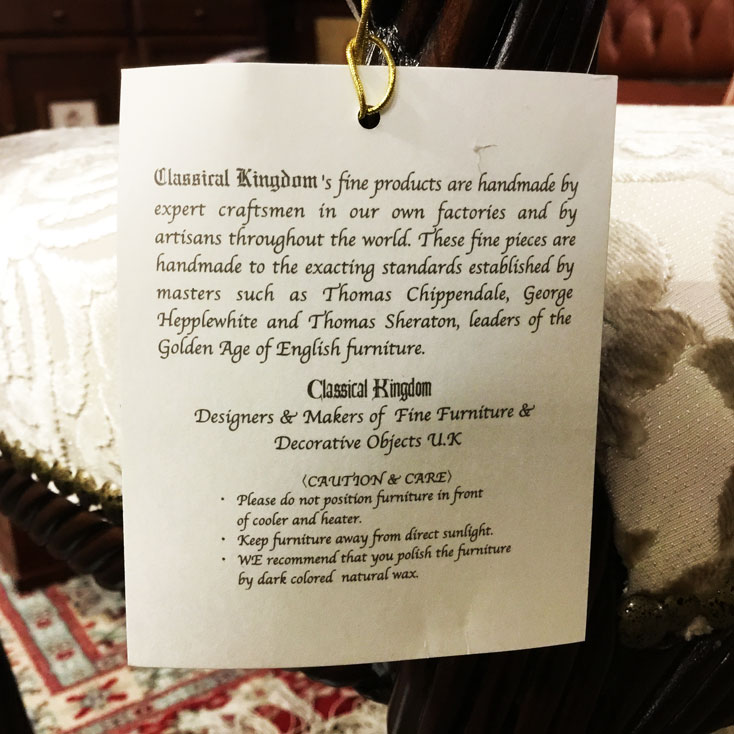 Classical Kingdom's fine products are handmade by
expert craftsmen in our own factories and by
artisans throughout the world. These fine pieces are
handmade to the exacting standards established by
masters such as Thomas Chippendale, George
Hepplewhite and Thomas Sheraton, leaders of the
Golden Age of English furniture.
Classical Kingdom
Designers & Makers of Fine Furniture &
Decorative Objects U.K
〈CAUTION & CARE〉
· Please do not position furniture in front
of cooler and heater.
· Keep furniture away from direct sunlight.
· WE recommend that you polish the furniture
by dark colored natural wax.